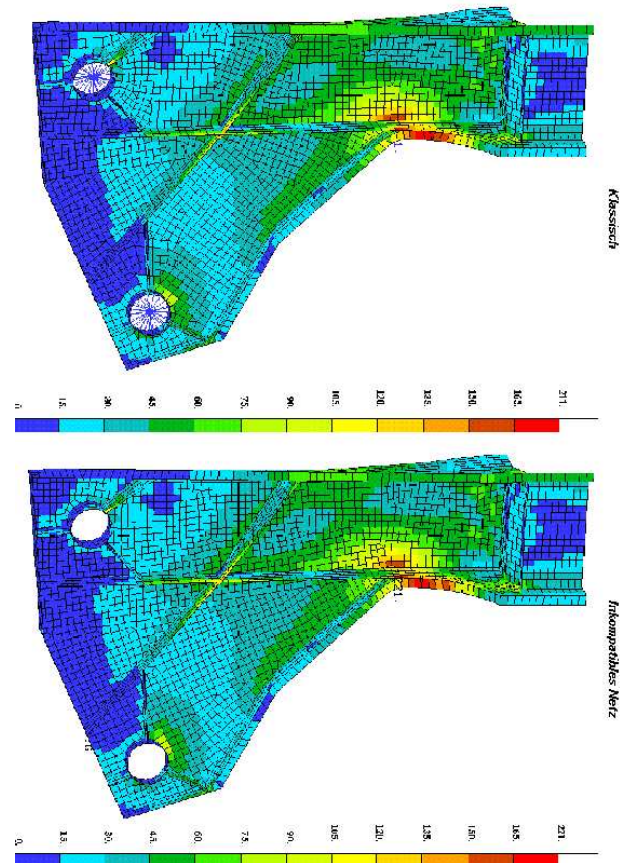 Klassisch
0. 15. 30. 45. 60. 75. 90. 105. 120. 135. 150. 165. 211.
Inkompatibles Netz
0. 15. 30. 45. 60. 75. 90. 105. 120. 135. 150. 165. 221.